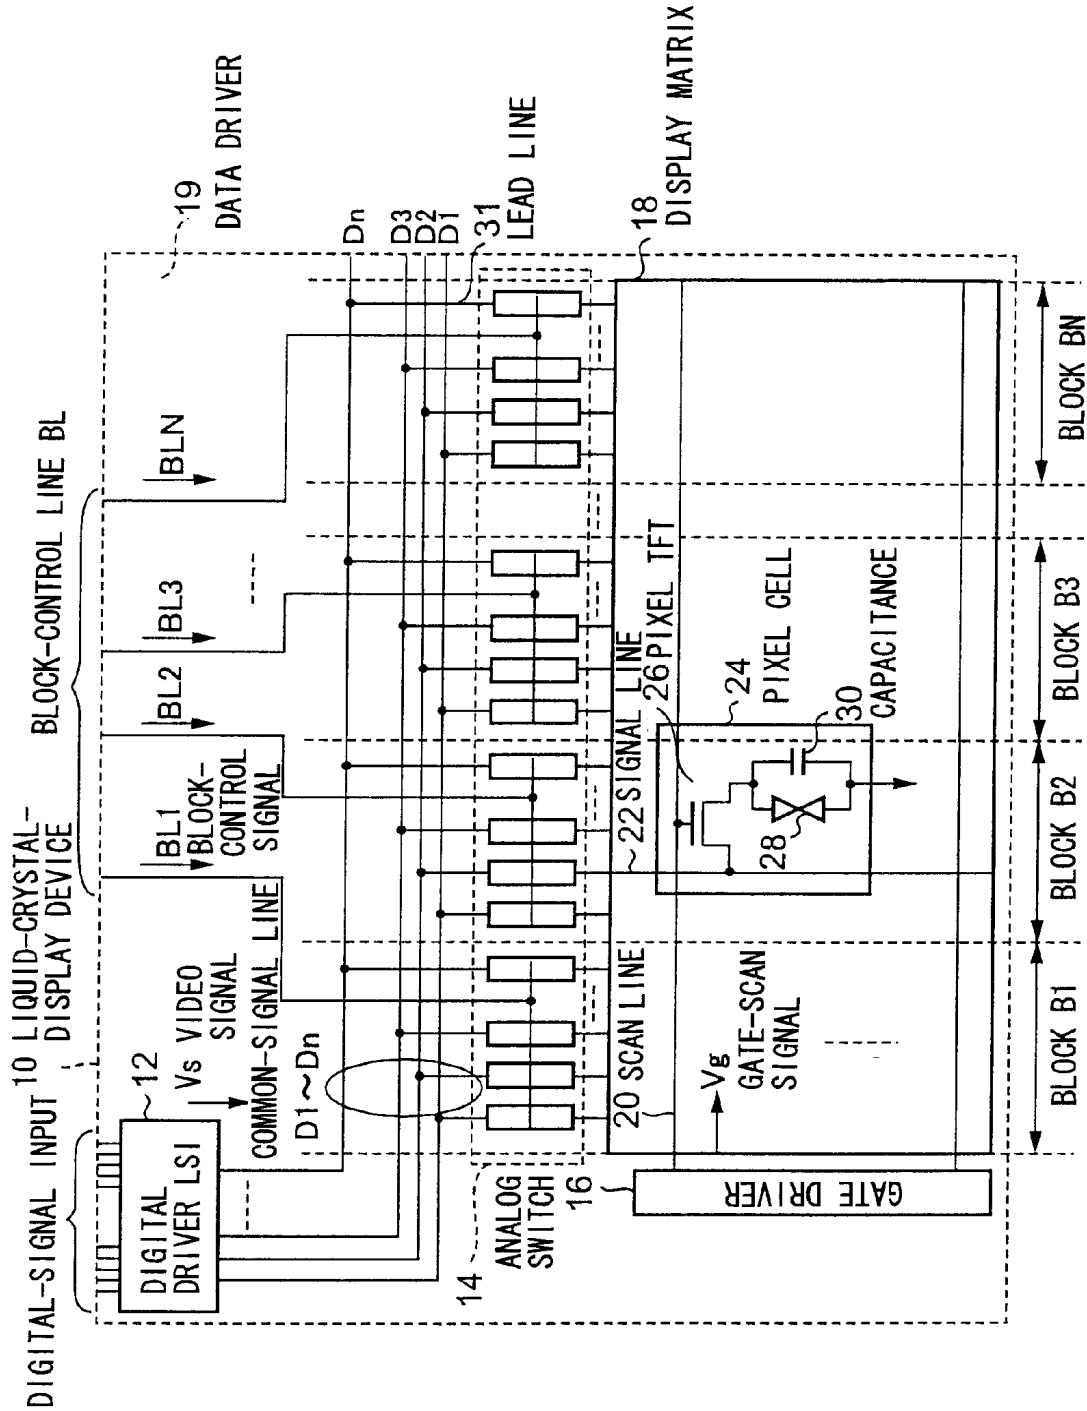 DIGITAL-SIGNAL INPUT
10 LIQUID-CRYSTAL-
DISPLAY DEVICE
BLOCK-CONTROL LINE BL
12
DIGITAL
DRIVER LSI
Vs VIDEO
SIGNAL
COMMON-SIGNAL LINE
D1~Dn
BL1
BLOCK-
CONTROL
SIGNAL
BL2
BL3
BLN
19
DATA DRIVER
Dn
D3
D2
D1
31
LEAD LINE
14
ANALOG
SWITCH
16
GATE DRIVER
20 SCAN LINE
22 SIGNAL LINE
18
DISPLAY MATRIX
Vg
GATE-SCAN
SIGNAL
26 PIXEL TFT
24
PIXEL CELL
28
30
CAPACITANCE
BLOCK B1
BLOCK B2
BLOCK B3
BLOCK BN